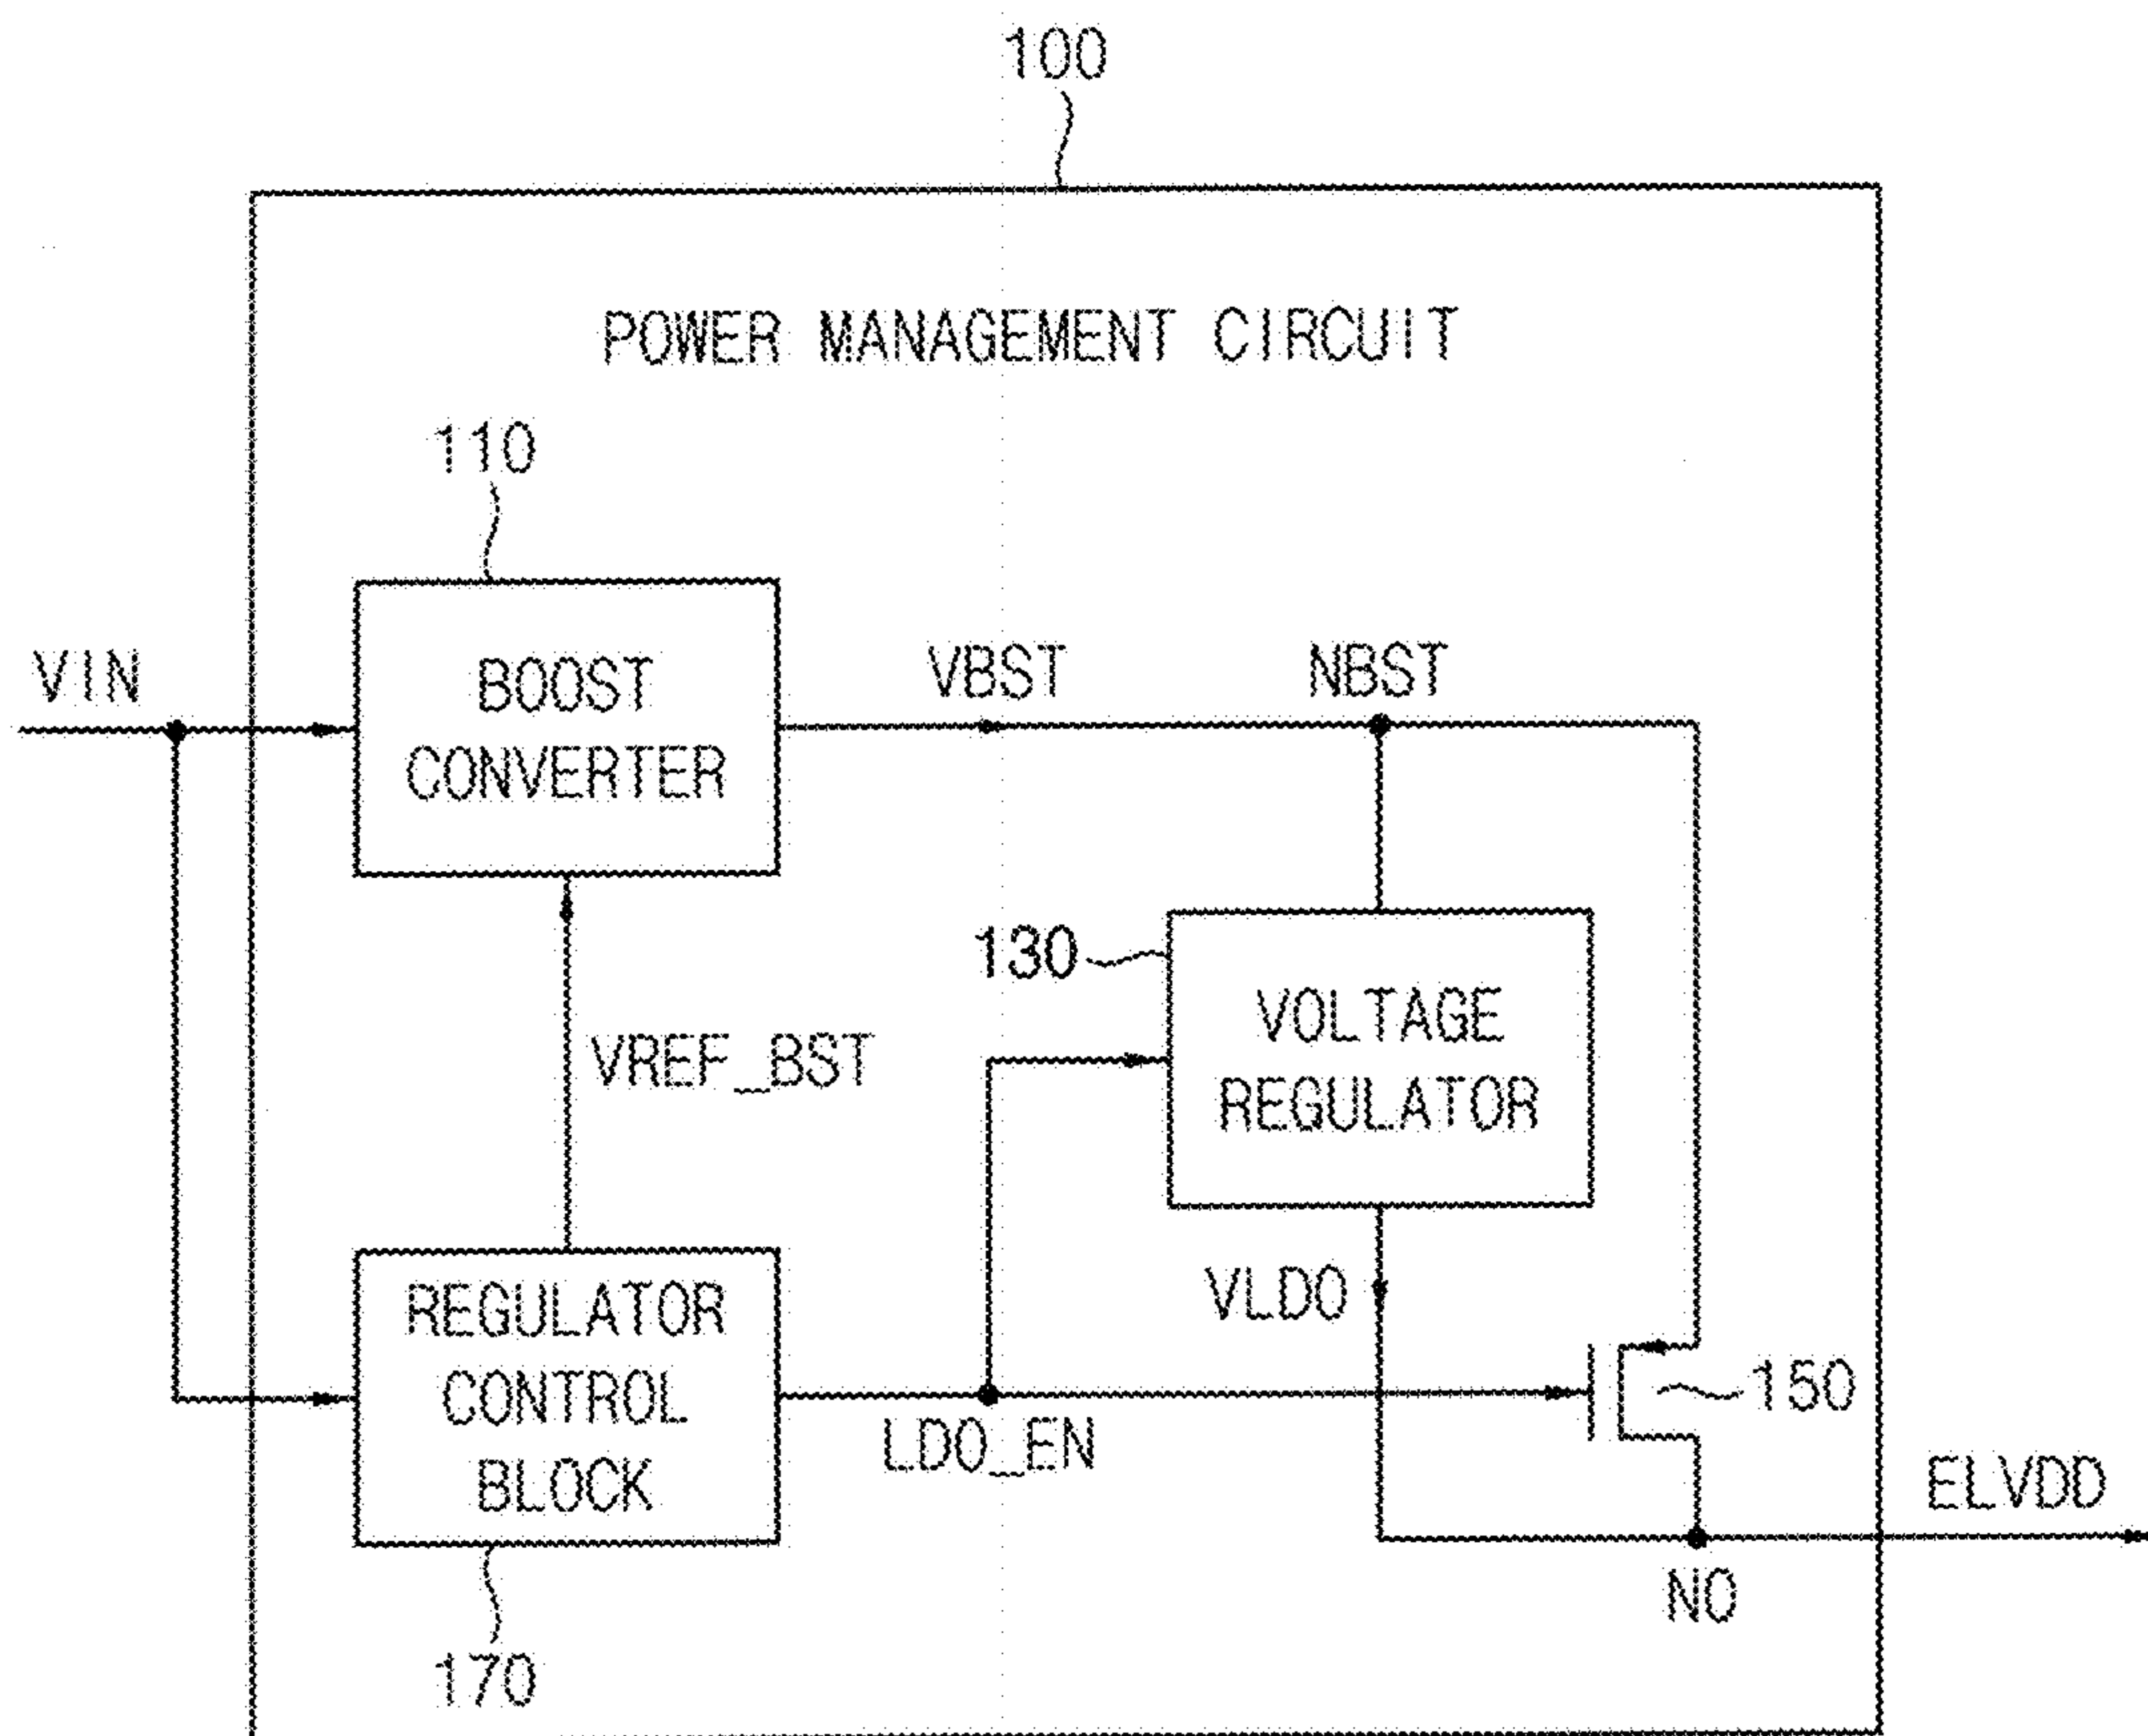 100
POWER MANAGEMENT CIRCUIT
110
VIN
BOOST
CONVERTER
VBST
NBST
130
VOLTAGE
REGULATOR
VREF_BST
VLDO
REGULATOR
CONTROL
BLOCK
LDO_EN
150
ELVDD
NO
170